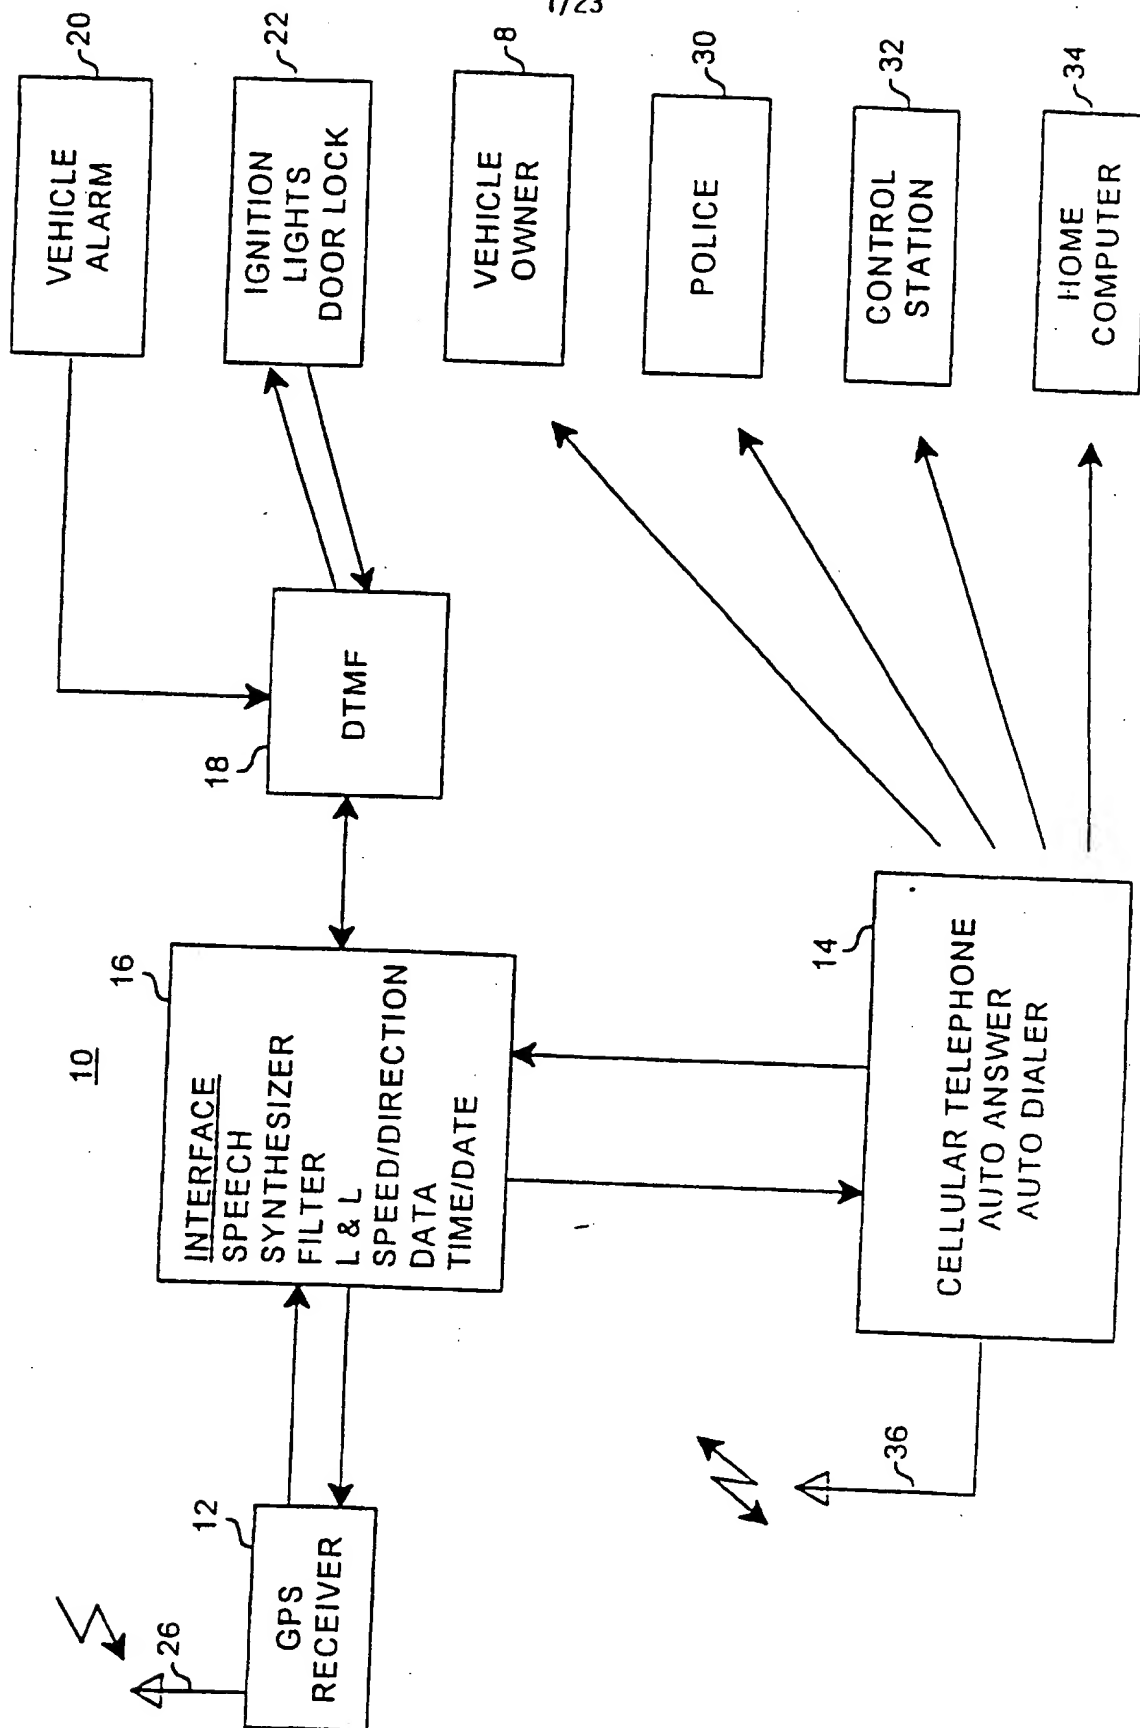 1/23
10
20
VEHICLE
ALARM
22
IGNITION
LIGHTS
DOOR LOCK
8
VEHICLE
OWNER
30
POLICE
32
CONTROL
STATION
34
HOME
COMPUTER
18
DTMF
16
INTERFACE
SPEECH
SYNTHESIZER
FILTER
L & L
SPEED/DIRECTION
DATA
TIME/DATE
14
CELLULAR TELEPHONE
AUTO ANSWER
AUTO DIALER
12
GPS
RECEIVER
26
36